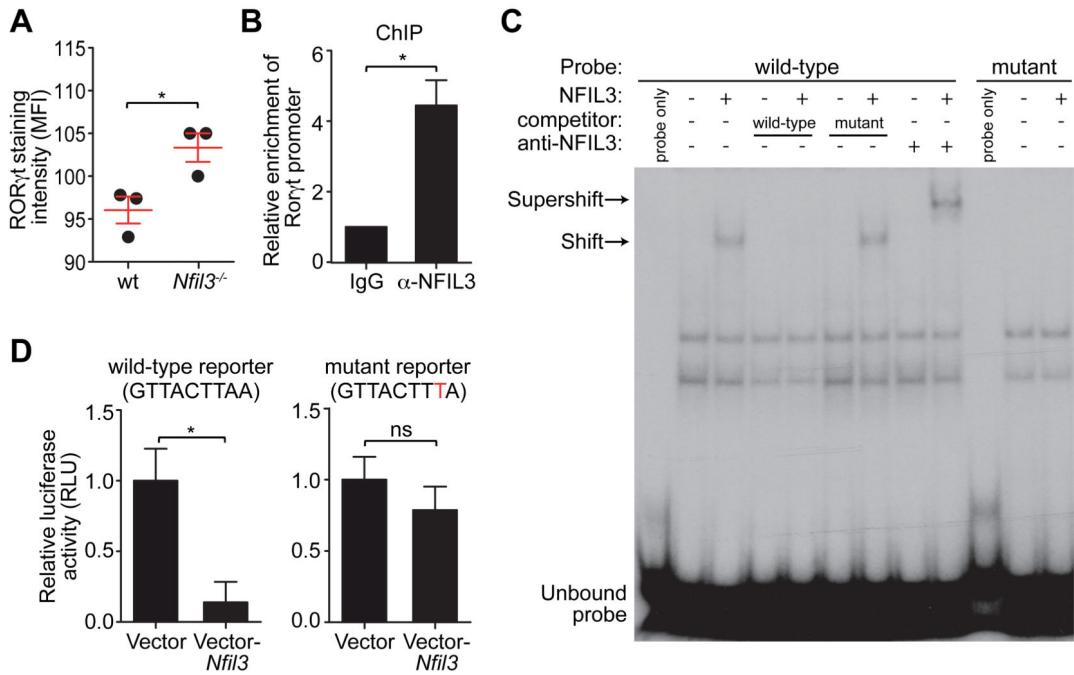 A
RORγt staining
intensity (MFI)
115
110
105
100
95
90
*
wt
Nfil3-/-
B
ChIP
Relative enrichment of
Rorγt promoter
6
4
2
0
*
IgG
α-NFIL3
C
Probe: wild-type mutant
NFIL3: probe only - + - + - + - + probe only - +
competitor: - - wild-type mutant - - - -
anti-NFIL3: - - - - - - + + - -
Supershift→
Shift→
Unbound
probe
D
wild-type reporter
(GTTACTTAA)
Relative luciferase
activity (RLU)
1.5
1.0
0.5
0.0
*
Vector
Vector-
Nfil3
mutant reporter
(GTTACTTTA)
1.5
1.0
0.5
0.0
ns
Vector
Vector-
Nfil3